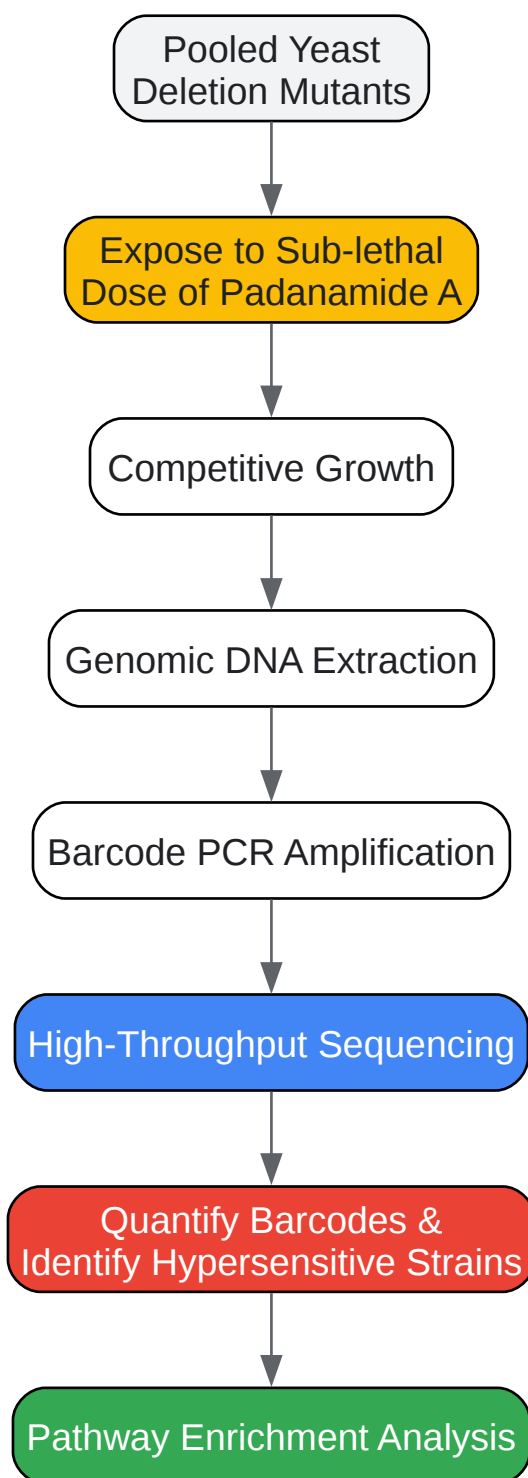 Pooled Yeast
Deletion Mutants
Expose to Sub-lethal
Dose of Padanamide A
Competitive Growth
Genomic DNA Extraction
Barcode PCR Amplification
High-Throughput Sequencing
Quantify Barcodes &
Identify Hypersensitive Strains
Pathway Enrichment Analysis